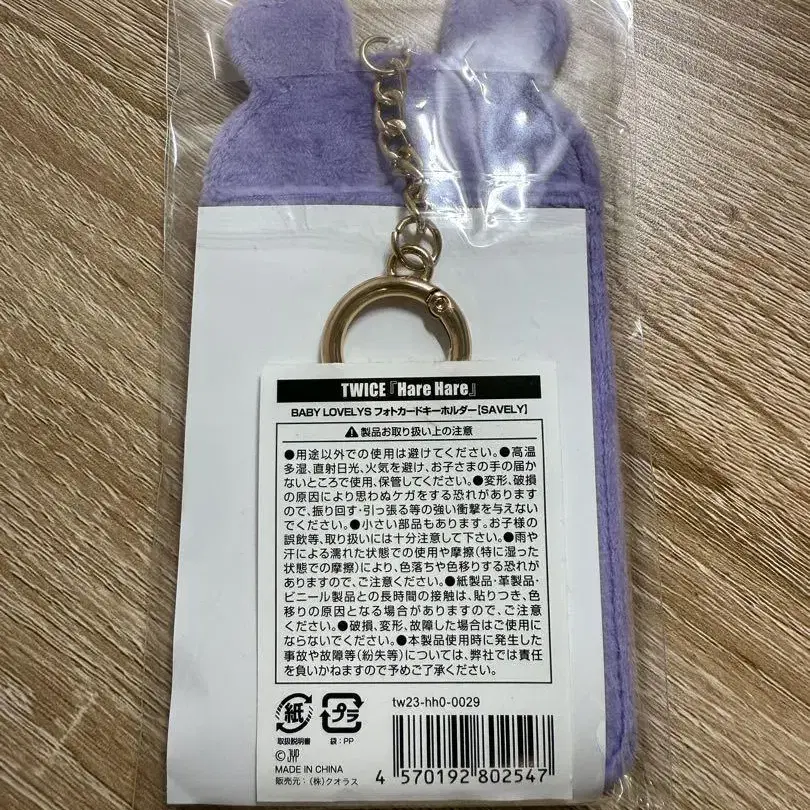 TWICE『Hare Hare』
BABY LOVELYS フォトカードキーホルダー【SAVELY】
⚠製品お取り扱い上の注意
●用途以外での使用は避けてください。●高温
多湿、直射日光、火気を避け、お子さまの手の届か
ないところで使用、保管してください。●変形、破損
の原因により思わぬケガをする恐れがあります
ので、振り回す・引っ張る等の強い衝撃を与えない
でください。●小さい部品もあります。お子様の
誤飲等、取り扱いには十分注意して下さい。●雨や
汗による濡れた状態での使用や摩擦(特に湿った
状態での摩擦)により、色落ちや色移りする恐れが
ありますので、ご注意ください。●紙製品・革製品・
ビニール製品との長時間の接触は、貼りつき、色
移りの原因となる場合がありますので、ご注意
ください。●破損、変形、故障した場合はご使用に
ならないでください。●本製品使用時に発生した
事故や故障等(紛失等)については、弊社では責任
を負いかねますので予めご了承ください。
紙
取扱説明書
プラ
袋:PP
tw23-hh0-0029
© JYP
MADE IN CHINA
販売元:(株)クオラス
4 570192 802547